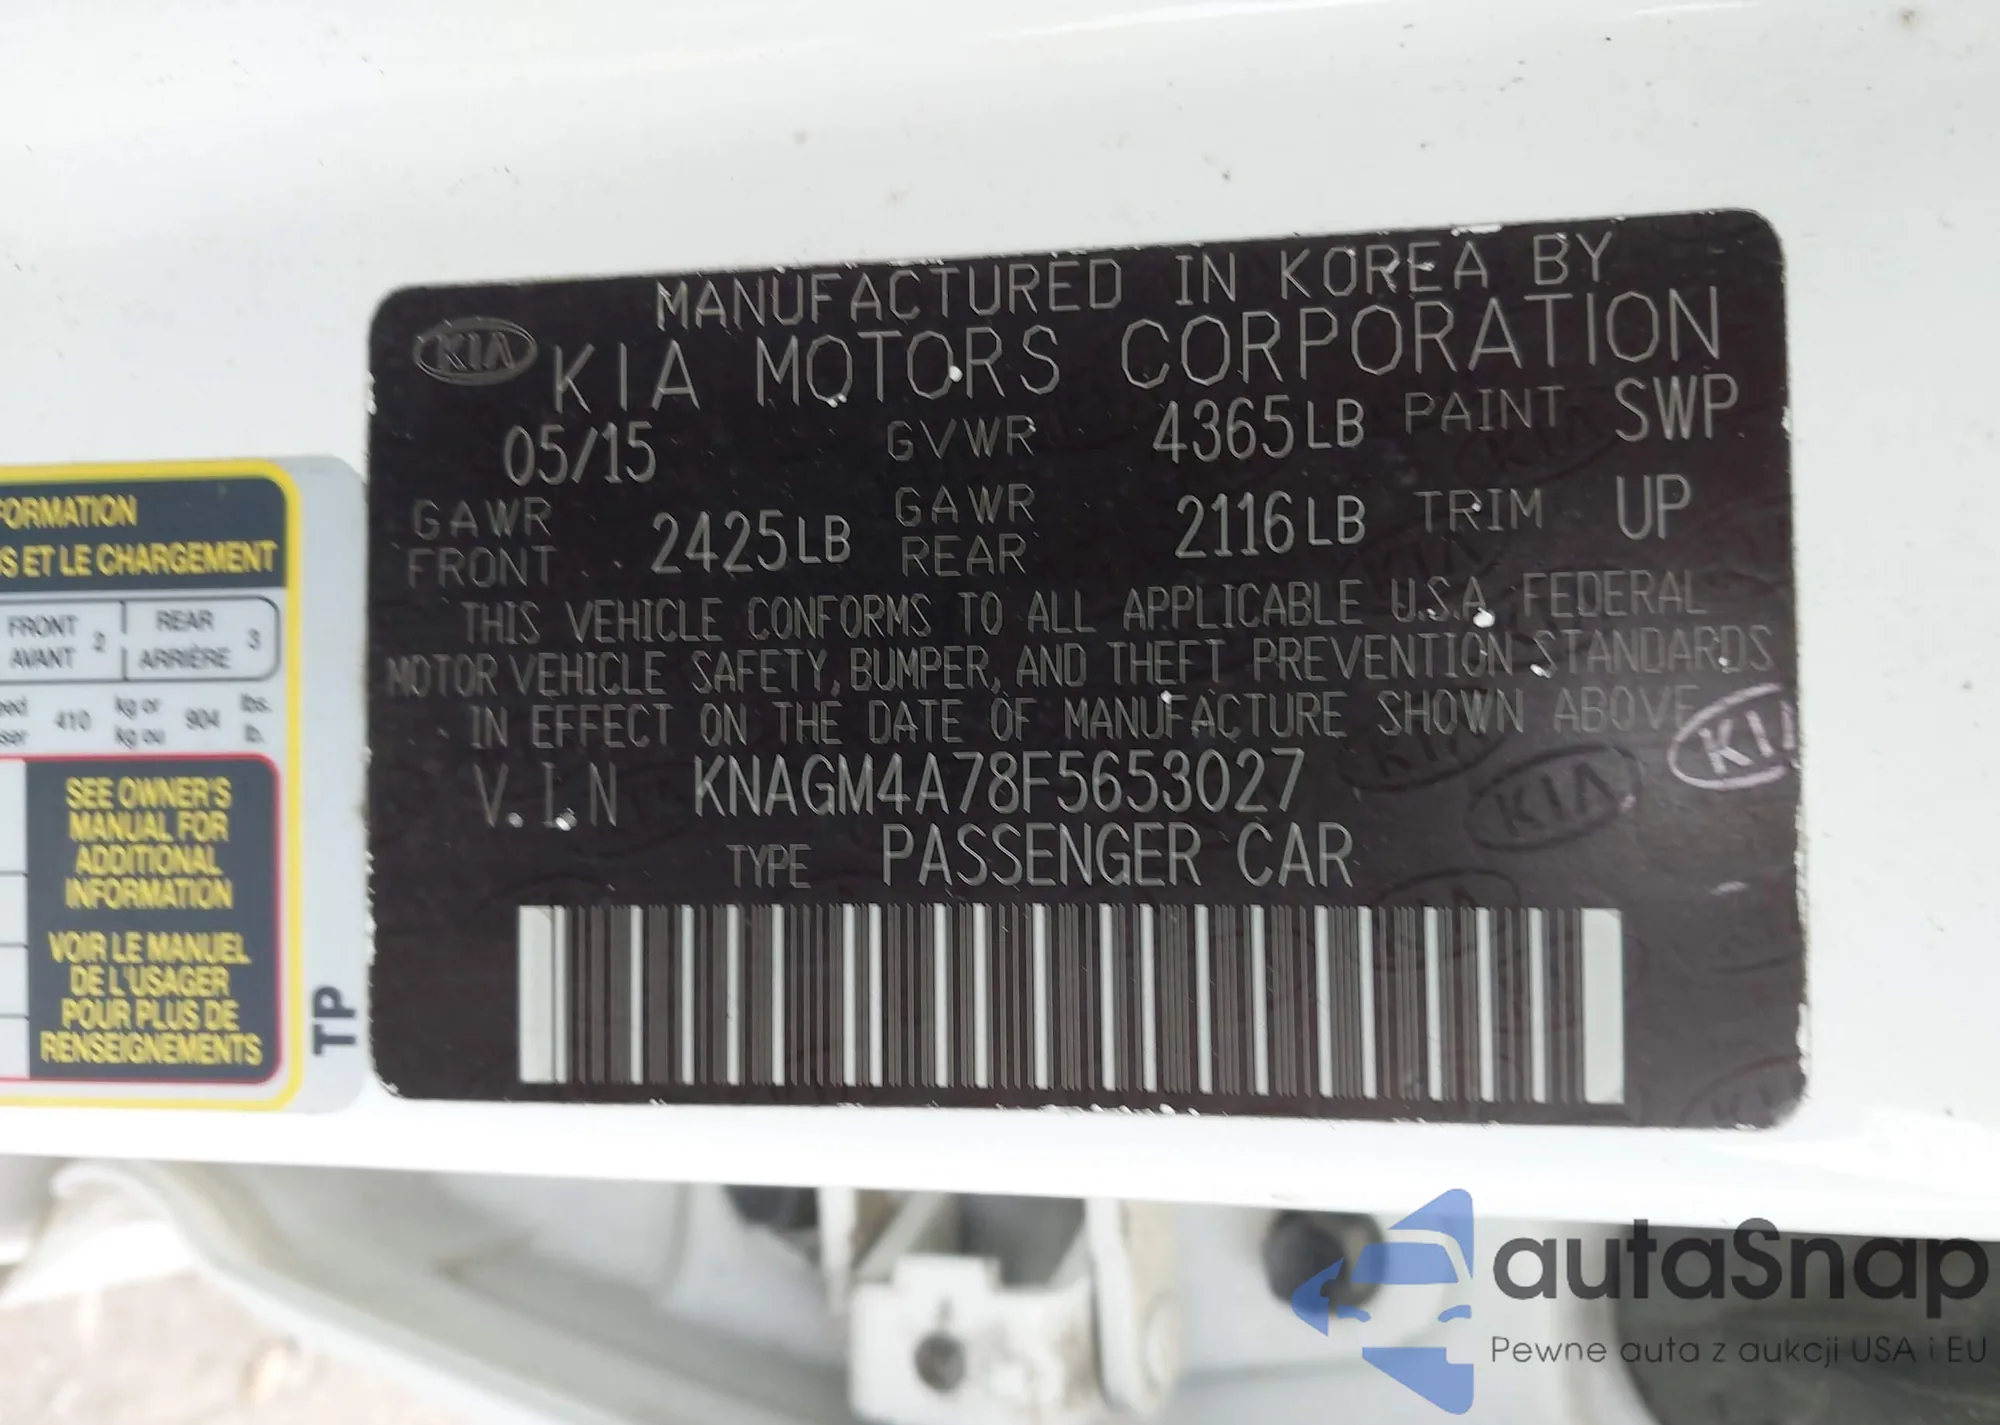 MANUFACTURED IN KOREA BY
KIA KIA MOTORS CORPORATION
05/15 GVWR 4365LB PAINT SWP
GAWR FRONT 2425LB GAWR REAR 2116LB TRIM UP
THIS VEHICLE CONFORMS TO ALL APPLICABLE U.S.A. FEDERAL
MOTOR VEHICLE SAFETY, BUMPER, AND THEFT PREVENTION STANDARDS
IN EFFECT ON THE DATE OF MANUFACTURE SHOWN ABOVE
V.I.N KNAGM4A78F5653027
TYPE PASSENGER CAR
KIA
KIA
FORMATION
S ET LE CHARGEMENT
FRONT AVANT 2 REAR ARRIÈRE 3
410 kg or kg ou 904 lbs. lb.
SEE OWNER'S
MANUAL FOR
ADDITIONAL
INFORMATION
VOIR LE MANUEL
DE L'USAGER
POUR PLUS DE
RENSEIGNEMENTS
TP
autaSnap
Pewne auta z aukcji USA i EU